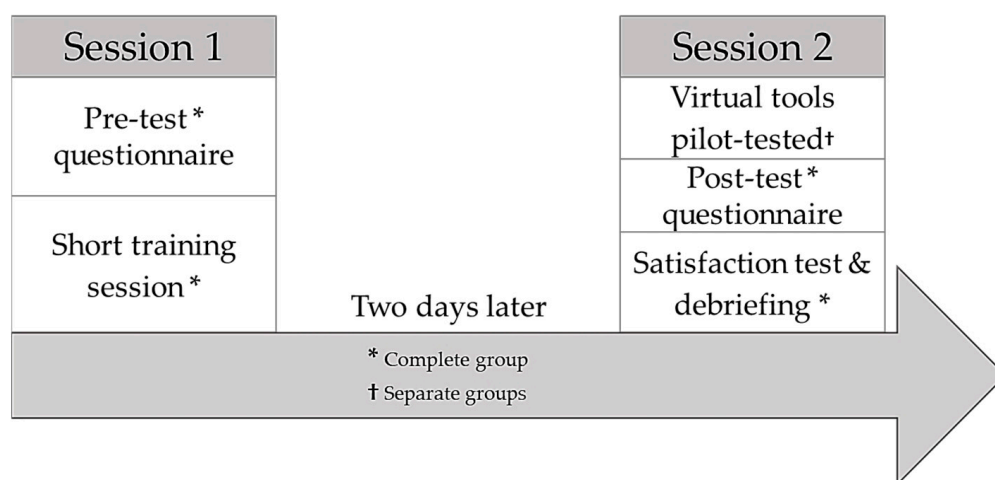 Session 1
Pre-test *
questionnaire
Short training
session *
Two days later
Session 2
Virtual tools
pilot-tested†
Post-test *
questionnaire
Satisfaction test &
debriefing *
* Complete group
† Separate groups